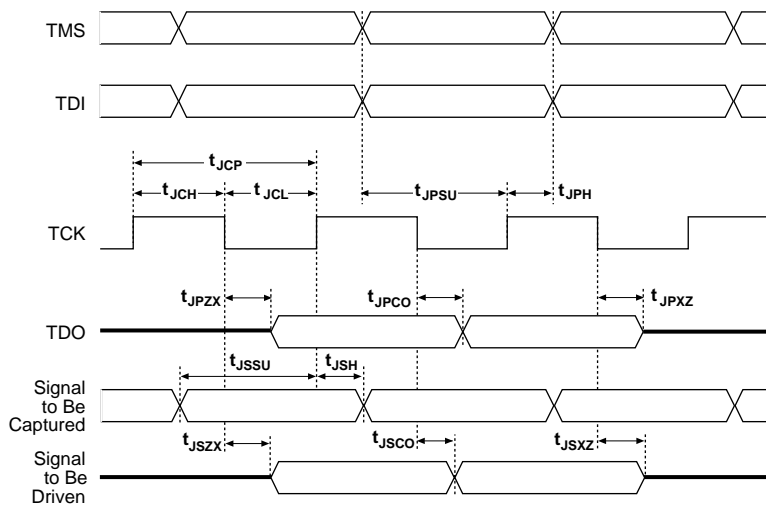 TMS
TDI
tJCP
tJCH
tJCL
tJPSU
tJPH
TCK
tJPZX
tJPCO
tJPXZ
TDO
tJSSU
tJSH
Signal
to Be
Captured
tJSZX
tJSCO
tJSXZ
Signal
to Be
Driven